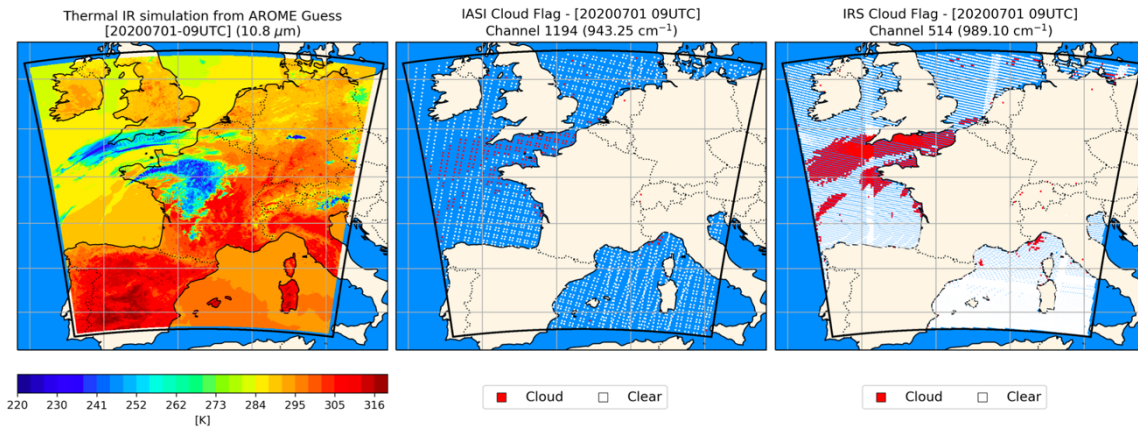 Thermal IR simulation from AROME Guess
[20200701-09UTC] (10.8 μm)
IASI Cloud Flag - [20200701 09UTC]
Channel 1194 (943.25 cm⁻¹)
IRS Cloud Flag - [20200701 09UTC]
Channel 514 (989.10 cm⁻¹)
220 230 241 252 263 273 284 295 305 316
[K]
Cloud Clear
Cloud Clear